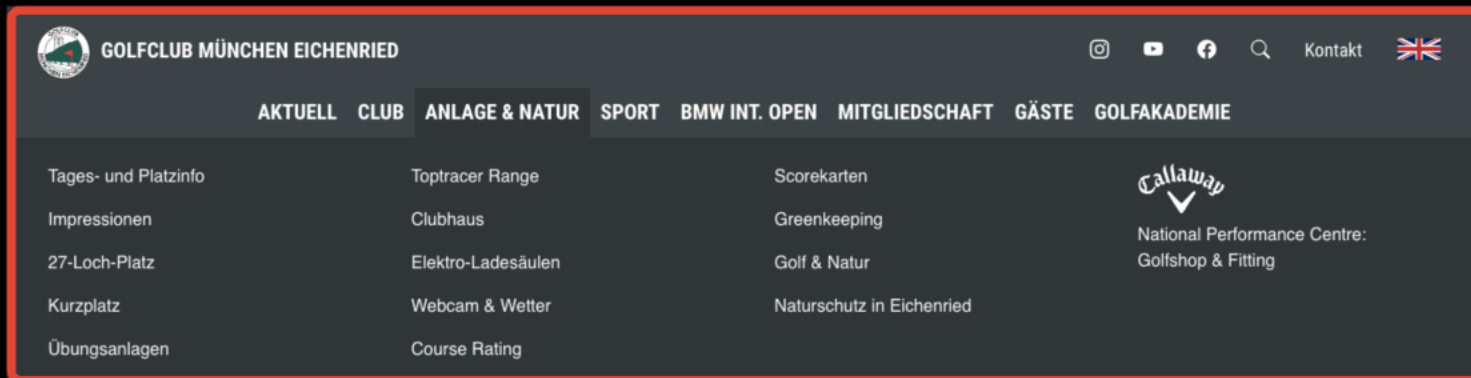 GOLFCLUB MÜNCHEN EICHENRIED
Kontakt
AKTUELL CLUB ANLAGE & NATUR SPORT BMW INT. OPEN MITGLIEDSCHAFT GÄSTE GOLFAKADEMIE
Tages- und Platzinfo
Impressionen
27-Loch-Platz
Kurzplatz
Übungsanlagen
Toptracer Range
Clubhaus
Elektro-Ladesäulen
Webcam & Wetter
Course Rating
Scorekarten
Greenkeeping
Golf & Natur
Naturschutz in Eichenried
Callaway
National Performance Centre:
Golfshop & Fitting